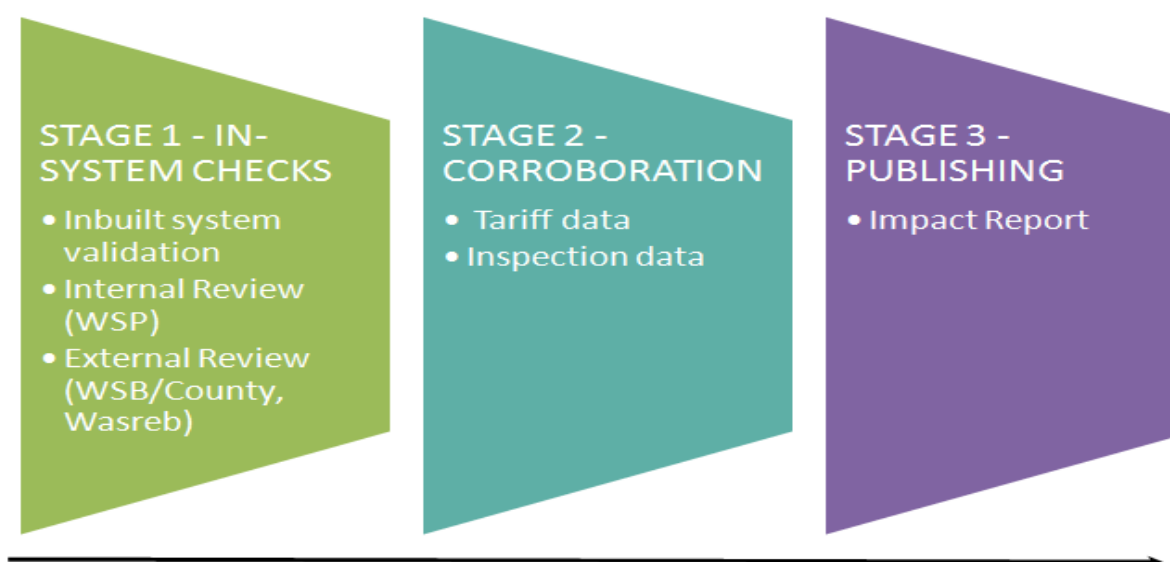 STAGE 1 - IN-
SYSTEM CHECKS
• Inbuilt system
validation
• Internal Review
(WSP)
• External Review
(WSB/County,
Wasreb)
STAGE 2 -
CORROBORATION
• Tariff data
• Inspection data
STAGE 3 -
PUBLISHING
• Impact Report